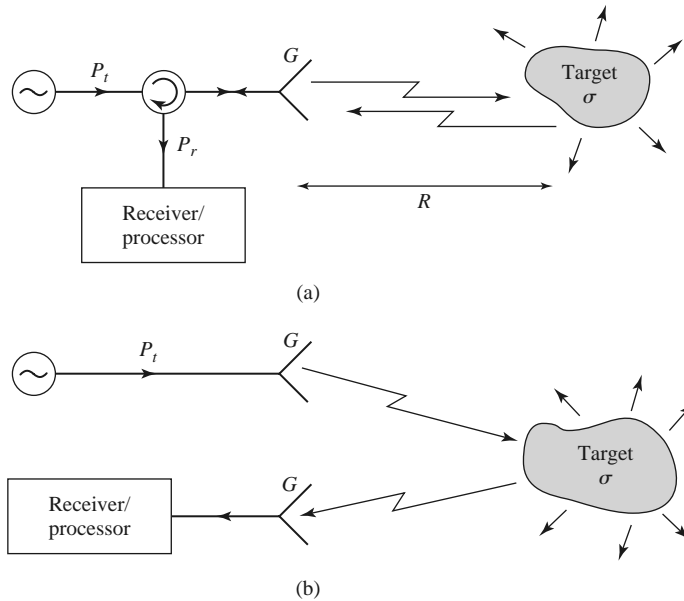 G
P_t
Target
σ
P_r
R
Receiver/
processor
(a)
G
P_t
Target
σ
G
Receiver/
processor
(b)